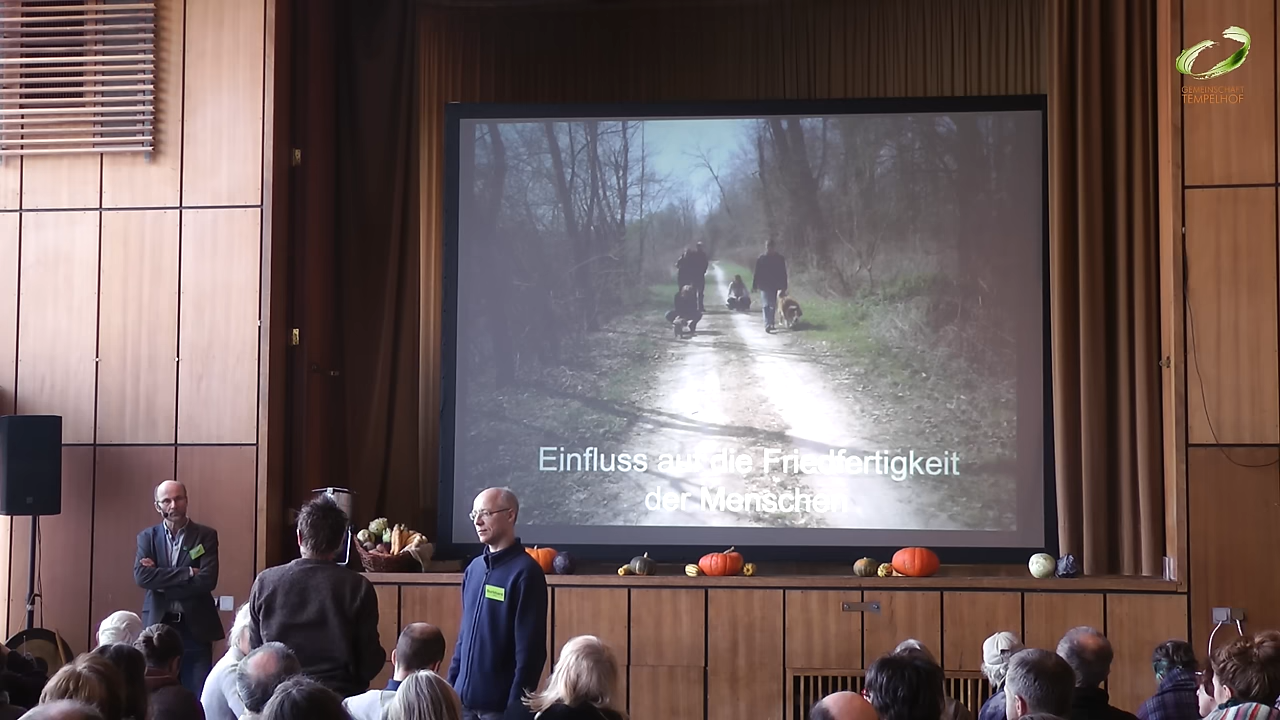 GEMEINSCHAFT
TEMPELHOF
Einfluss auf die Friedfertigkeit
der Menschen